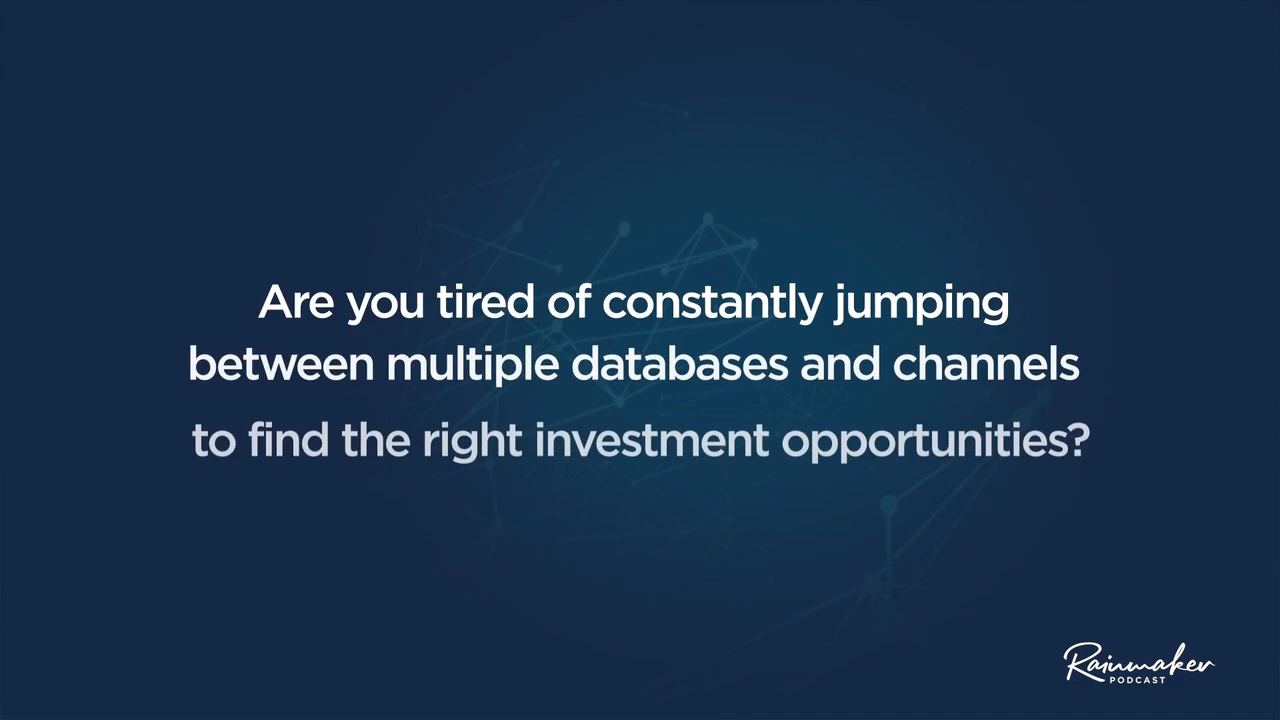 Are you tired of constantly jumping
between multiple databases and channels
to find the right investment opportunities?
Rainmaker
PODCAST